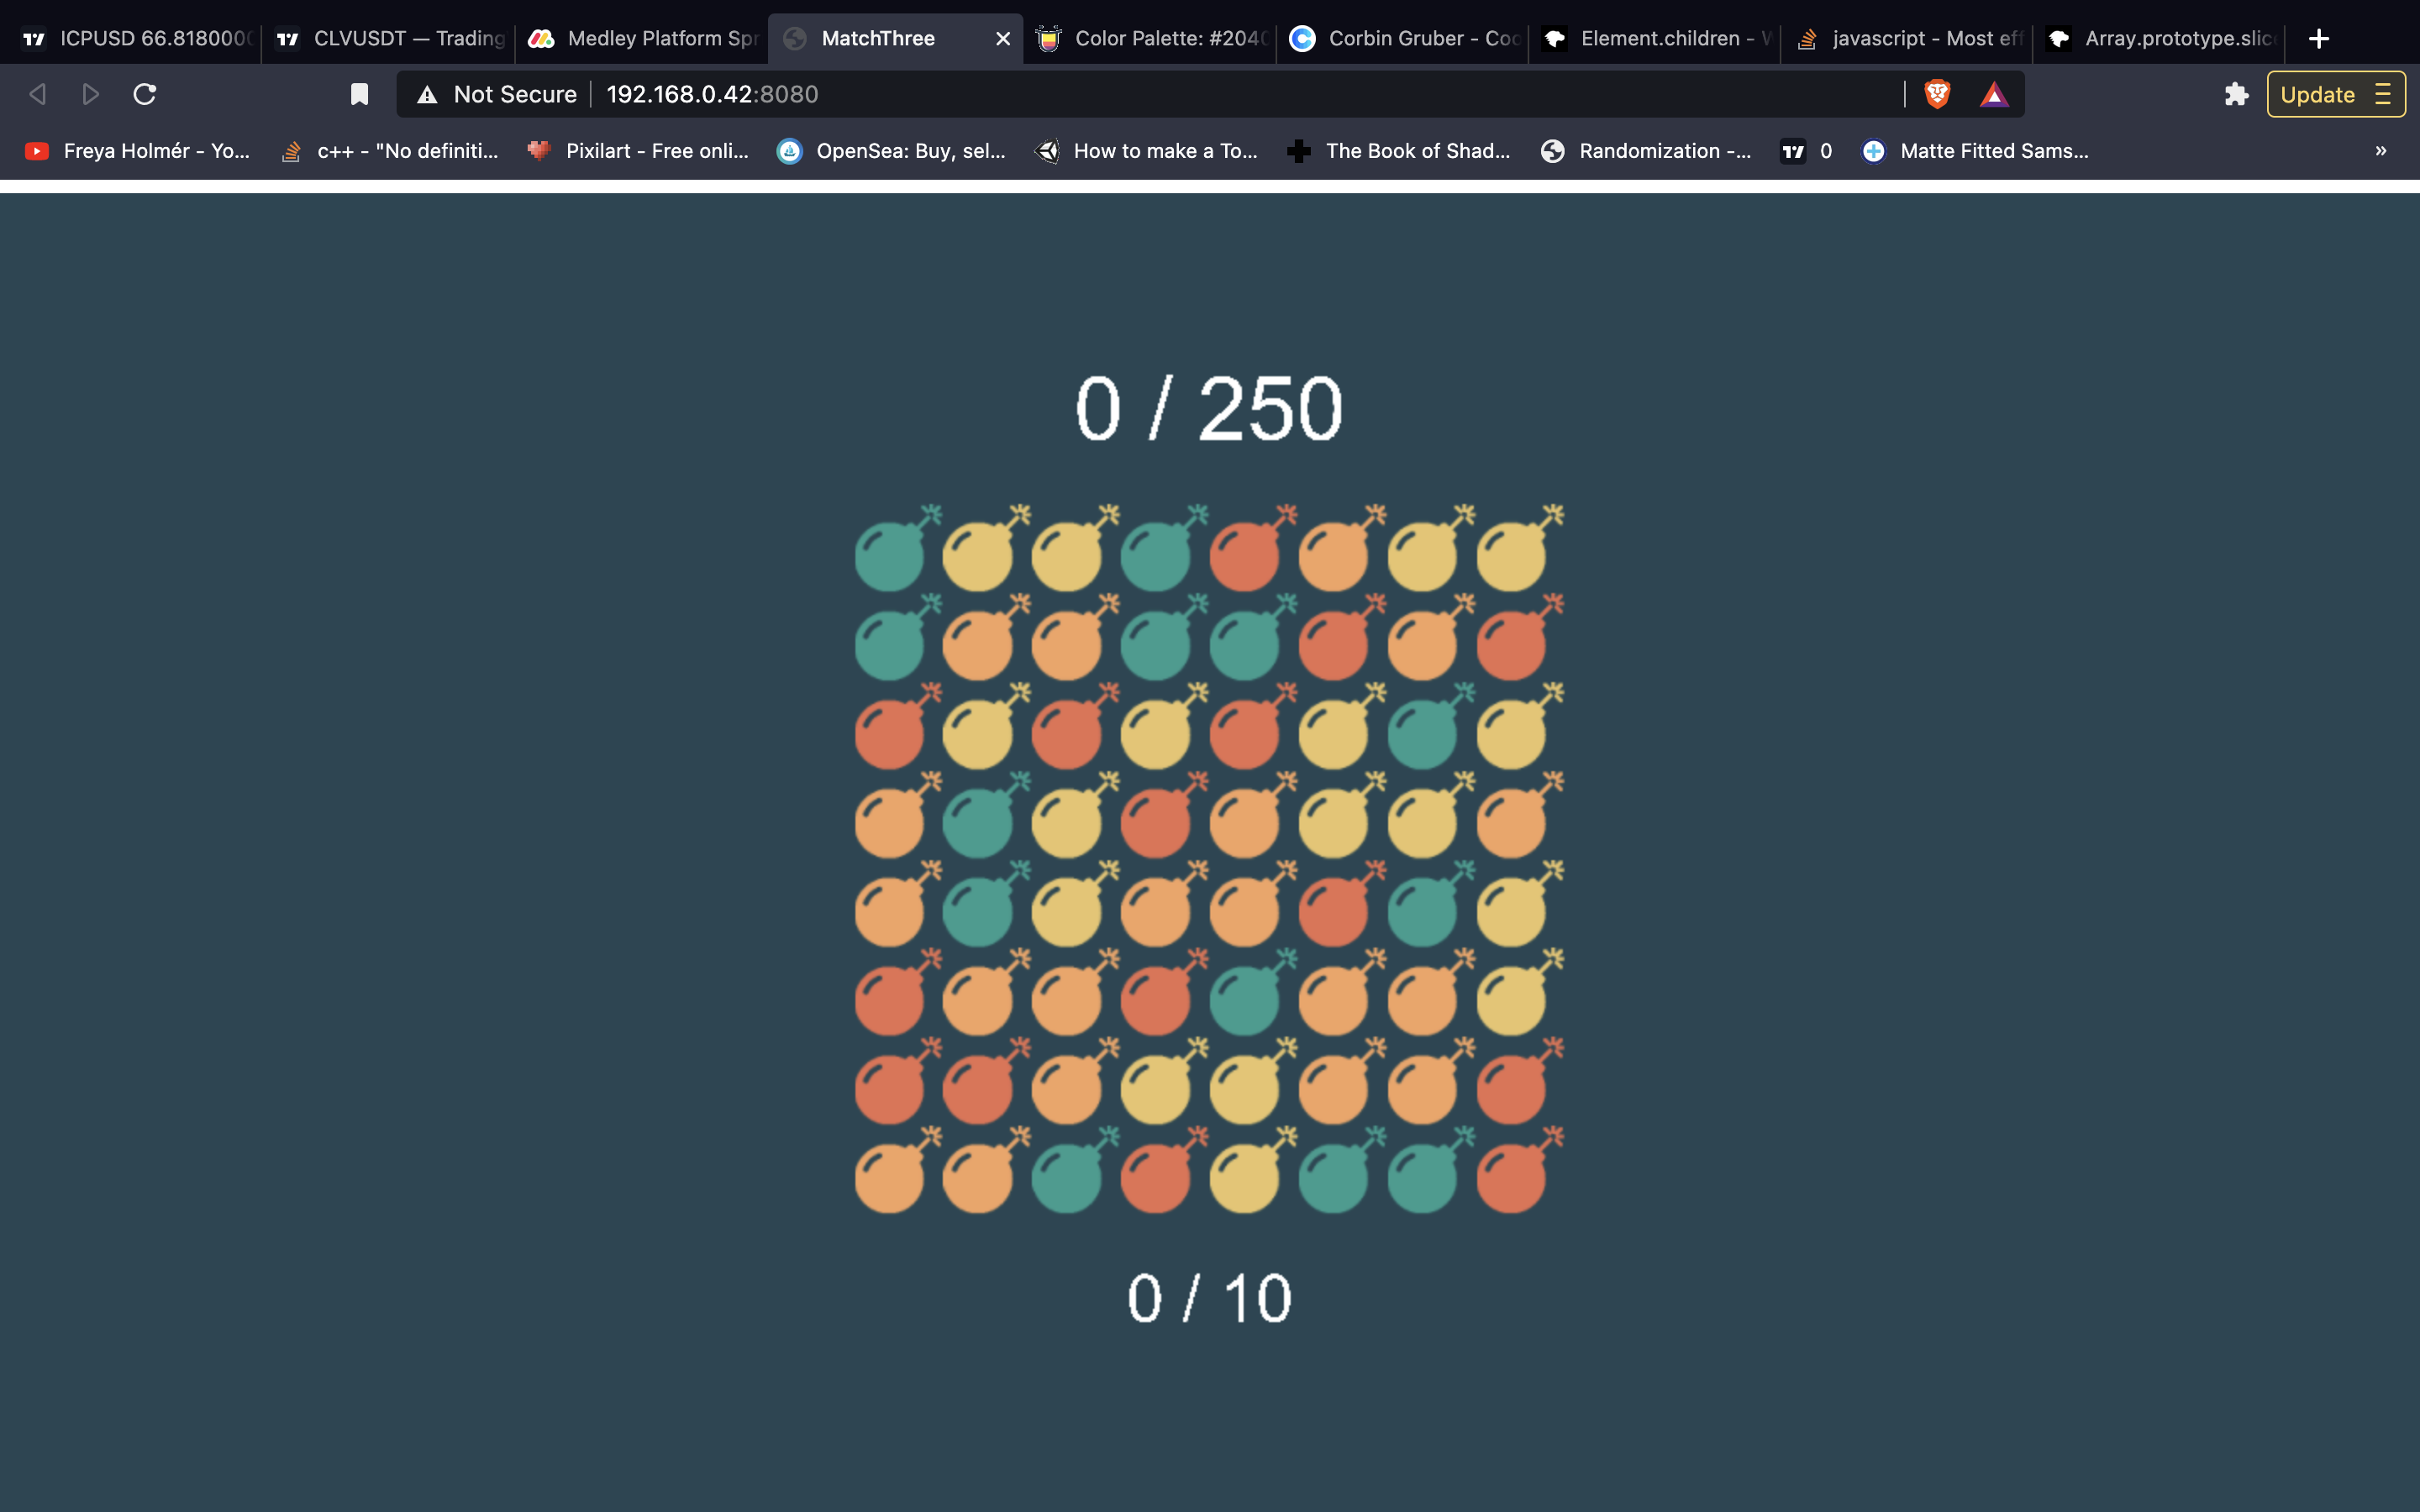 ICPUSD 66.818000
CLVUSDT — Trading
Medley Platform Spr
MatchThree
Color Palette: #2040
Corbin Gruber - Coo
Element.children - W
javascript - Most eff
Array.prototype.slic
Not Secure
192.168.0.42:8080
Update
Freya Holmér - Yo...
c++ - "No definiti...
Pixilart - Free onli...
OpenSea: Buy, sel...
How to make a To...
The Book of Shad...
Randomization -...
0
Matte Fitted Sams...
»
0 / 250
0 / 10